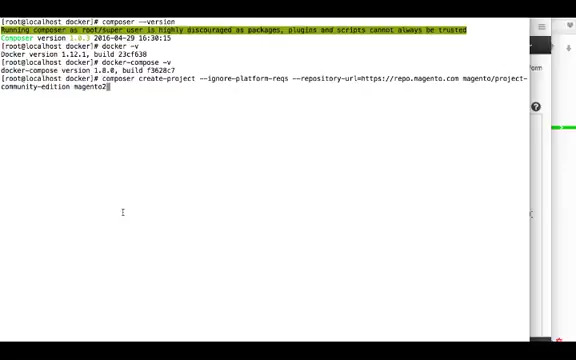 [root@localhost docker]# composer --version
Running composer as root/super user is highly discouraged as packages, plugins and scripts cannot always be trusted
Composer version 1.0.3 2016-04-29 16:30:15
[root@localhost docker]# docker -v
Docker version 1.12.1, build 23cf638
[root@localhost docker]# docker-compose -v
docker-compose version 1.8.0, build f3628c7
[root@localhost docker]# composer create-project --ignore-platform-reqs --repository-url=https://repo.magento.com magento/project-
community-edition magento2
orm
?